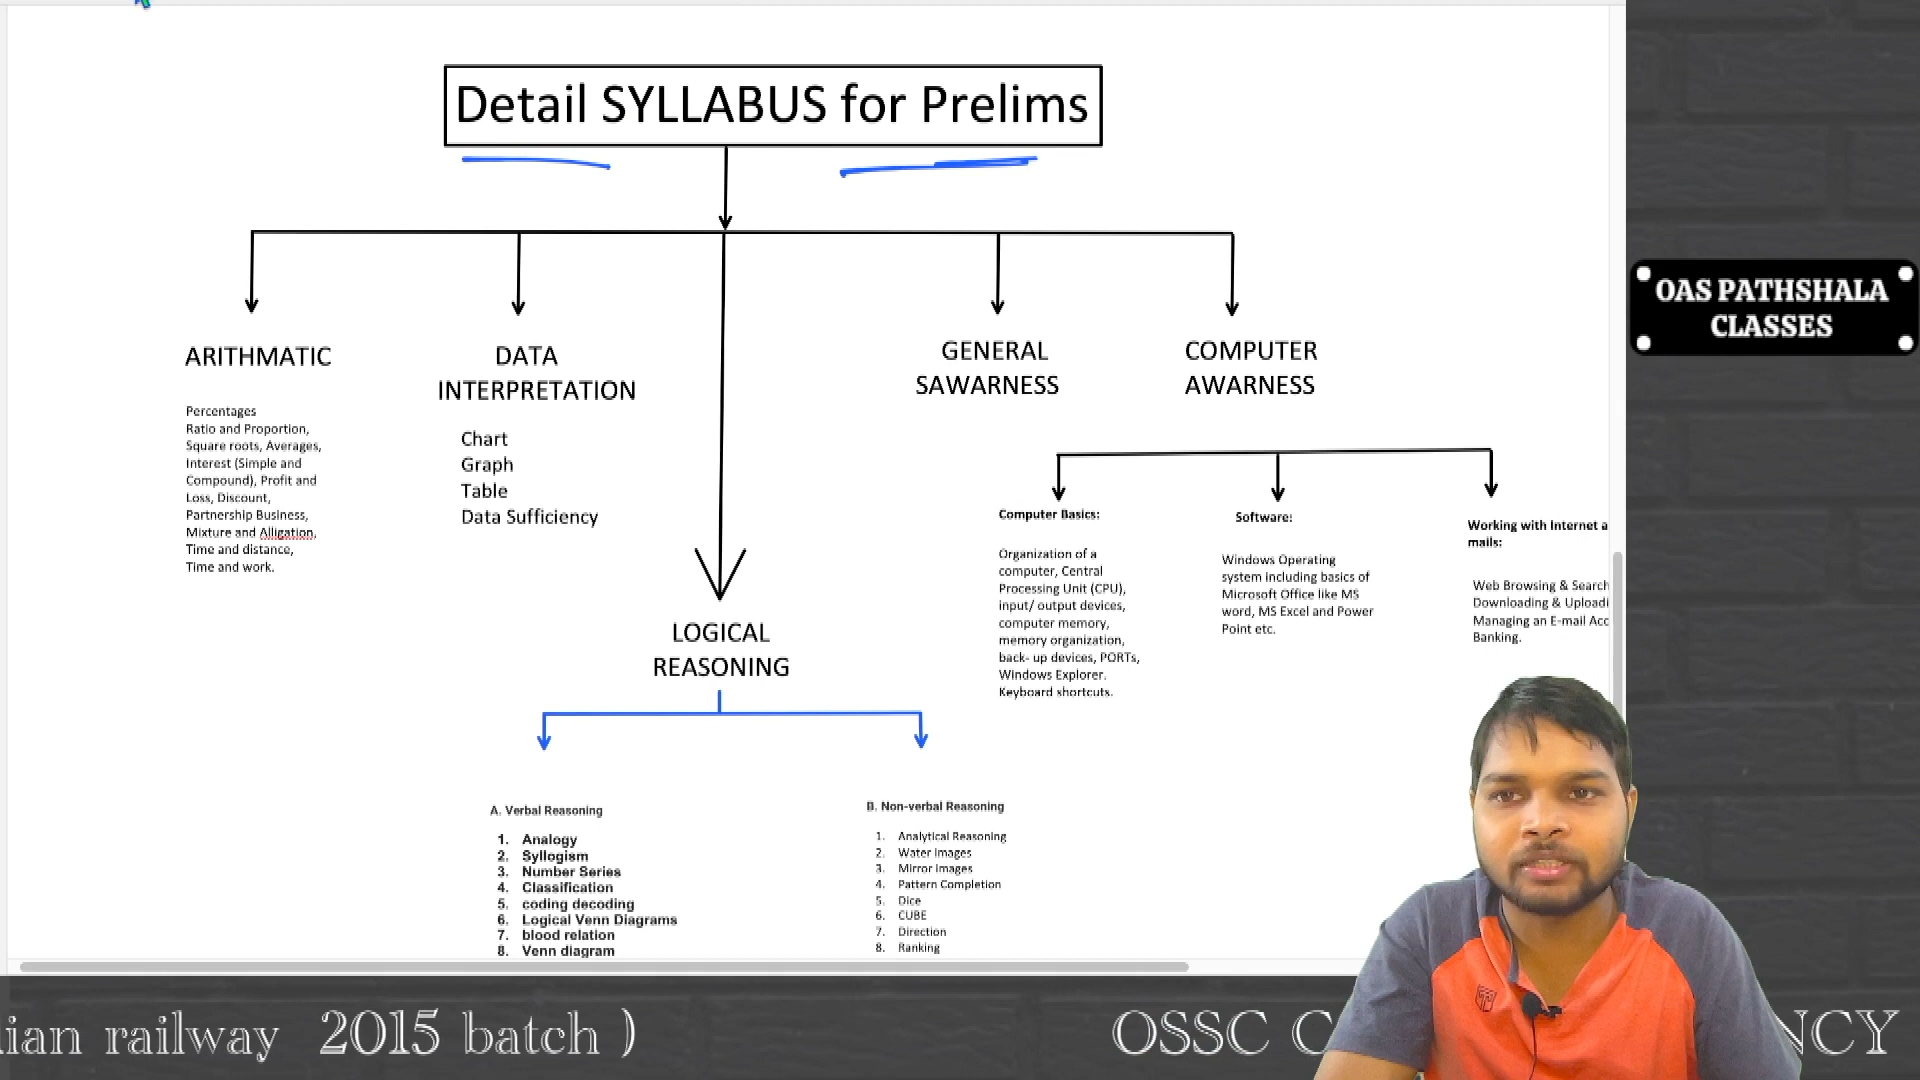 Detail SYLLABUS for Prelims
ARITHMATIC
Percentages
Ratio and Proportion,
Square roots, Averages,
Interest (Simple and
Compound), Profit and
Loss, Discount,
Partnership Business,
Mixture and Alligation,
Time and distance,
Time and work.
DATA
INTERPRETATION
Chart
Graph
Table
Data Sufficiency
LOGICAL
REASONING
A. Verbal Reasoning
1. Analogy
2. Syllogism
3. Number Series
4. Classification
5. coding decoding
6. Logical Venn Diagrams
7. blood relation
8. Venn diagram
B. Non-verbal Reasoning
1. Analytical Reasoning
2. Water Images
3. Mirror Images
4. Pattern Completion
5. Dice
6. CUBE
7. Direction
8. Ranking
GENERAL
SAWARNESS
COMPUTER
AWARNESS
Computer Basics:
Organization of a
computer, Central
Processing Unit (CPU),
input/ output devices,
computer memory,
memory organization,
back- up devices, PORTs,
Windows Explorer.
Keyboard shortcuts.
Software:
Windows Operating
system including basics of
Microsoft Office like MS
word, MS Excel and Power
Point etc.
Working with Internet a
mails:
Web Browsing & Search
Downloading & Uploadi
Managing an E-mail Acc
Banking.
OAS PATHSHALA
CLASSES
ian railway 2015 batch )
OSSC C NCY